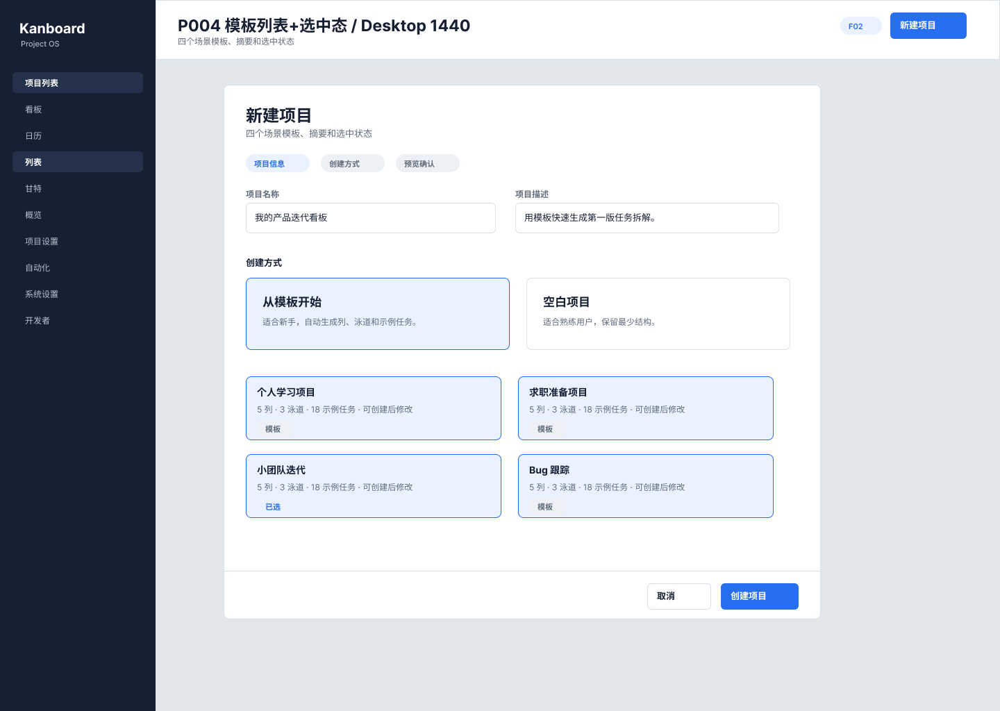 Kanboard
Project OS
项目列表
看板
日历
列表
甘特
概览
项目设置
自动化
系统设置
开发者
P004 模板列表+选中态 / Desktop 1440
四个场景模板、摘要和选中状态
F02
新建项目
新建项目
四个场景模板、摘要和选中状态
项目信息
创建方式
预览确认
项目名称
项目描述
我的产品迭代看板
用模板快速生成第一版任务拆解。
创建方式
从模板开始
适合新手，自动生成列、泳道和示例任务。
空白项目
适合熟练用户，保留最少结构。
个人学习项目
5 列 · 3 泳道 · 18 示例任务 · 可创建后修改
模板
求职准备项目
5 列 · 3 泳道 · 18 示例任务 · 可创建后修改
模板
小团队迭代
5 列 · 3 泳道 · 18 示例任务 · 可创建后修改
已选
Bug 跟踪
5 列 · 3 泳道 · 18 示例任务 · 可创建后修改
模板
取消
创建项目